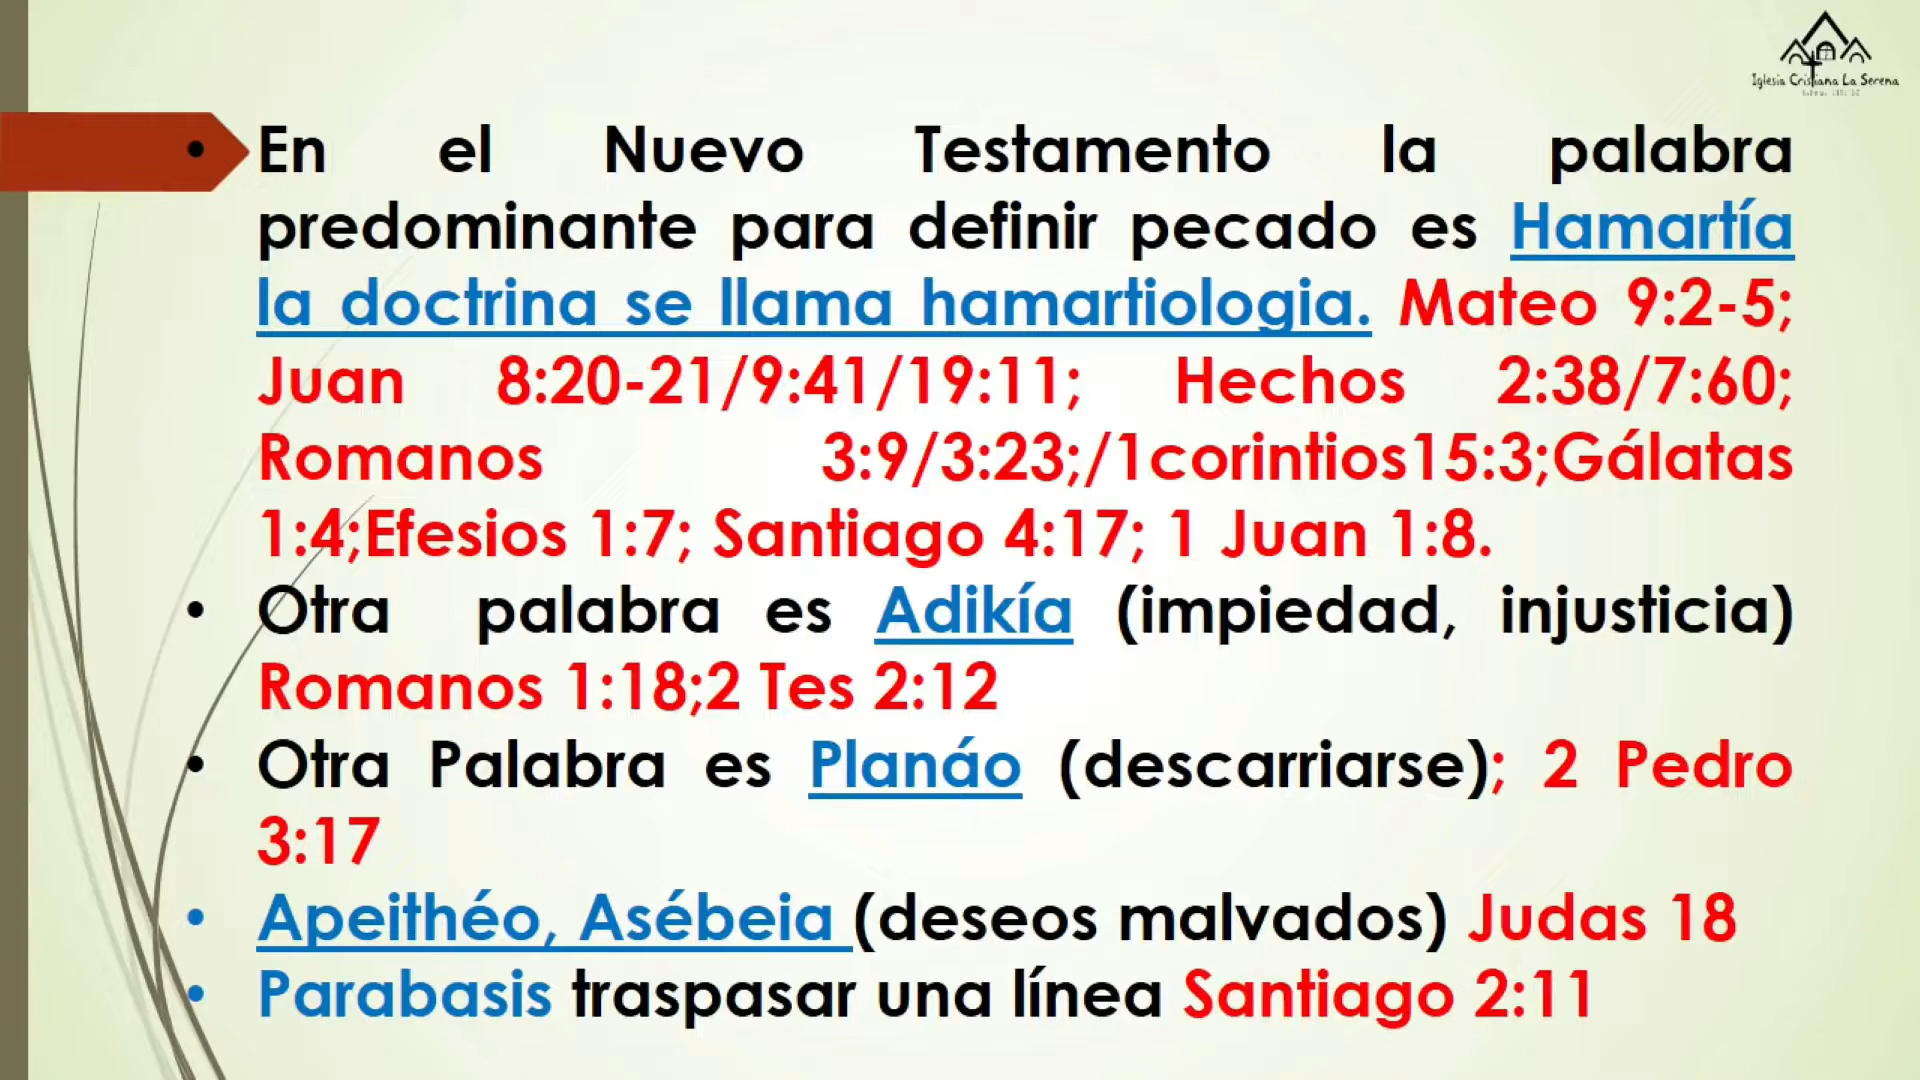 Iglesia Cristiana La Serena
• En el Nuevo Testamento la palabra
predominante para definir pecado es Hamartía
la doctrina se llama hamartiologia. Mateo 9:2-5;
Juan 8:20-21/9:41/19:11; Hechos 2:38/7:60;
Romanos 3:9/3:23;/1corintios15:3;Gálatas
1:4;Efesios 1:7; Santiago 4:17; 1 Juan 1:8.
• Otra palabra es Adikía (impiedad, injusticia)
Romanos 1:18;2 Tes 2:12
• Otra Palabra es Planáo (descarriarse); 2 Pedro
3:17
• Apeithéo, Asébeia (deseos malvados) Judas 18
• Parabasis traspasar una línea Santiago 2:11